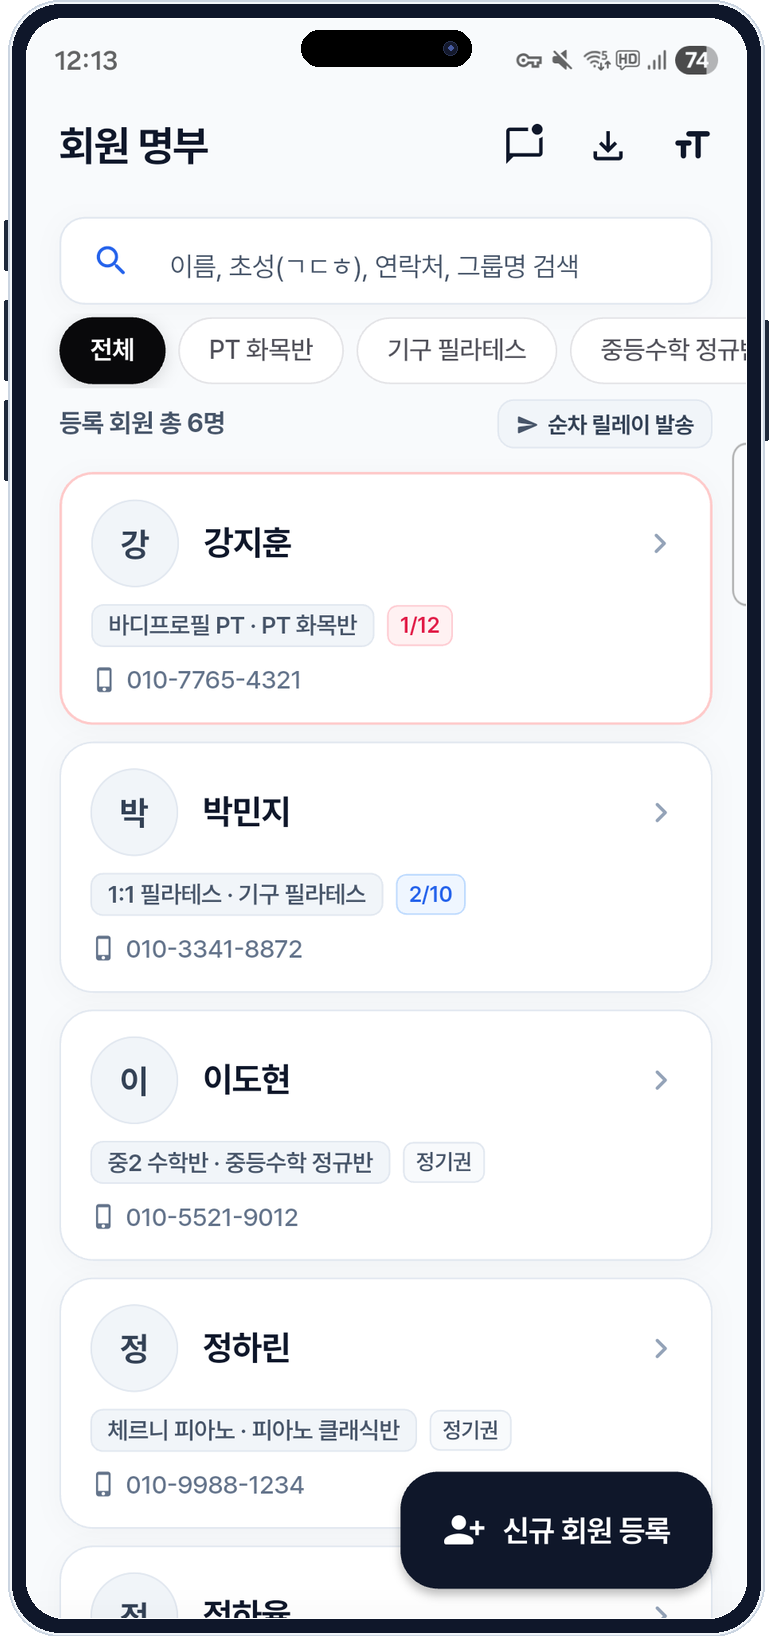 12:13 HD 74
회원 명부
이름, 초성(ㄱㄷㅎ), 연락처, 그룹명 검색
전체 PT 화목반 기구 필라테스 중등수학 정규
등록 회원 총 6명 순차 릴레이 발송
강 강지훈
바디프로필 PT · PT 화목반 1/12
010-7765-4321
박 박민지
1:1 필라테스 · 기구 필라테스 2/10
010-3341-8872
이 이도현
중2 수학반 · 중등수학 정규반 정기권
010-5521-9012
정 정하린
체르니 피아노 · 피아노 클래식반 정기권
010-9988-1234
신규 회원 등록